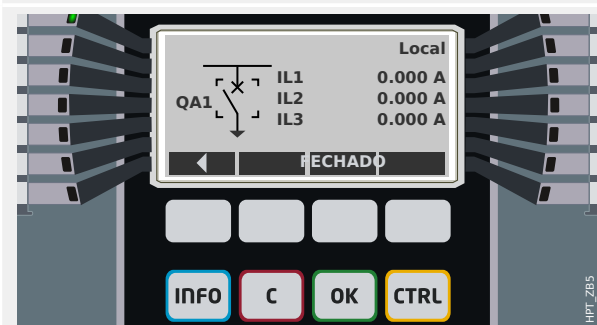 Local
QA1
IL1 0.000 A
IL2 0.000 A
IL3 0.000 A
FECHADO
INFO C OK CTRL
HPT_ZB5